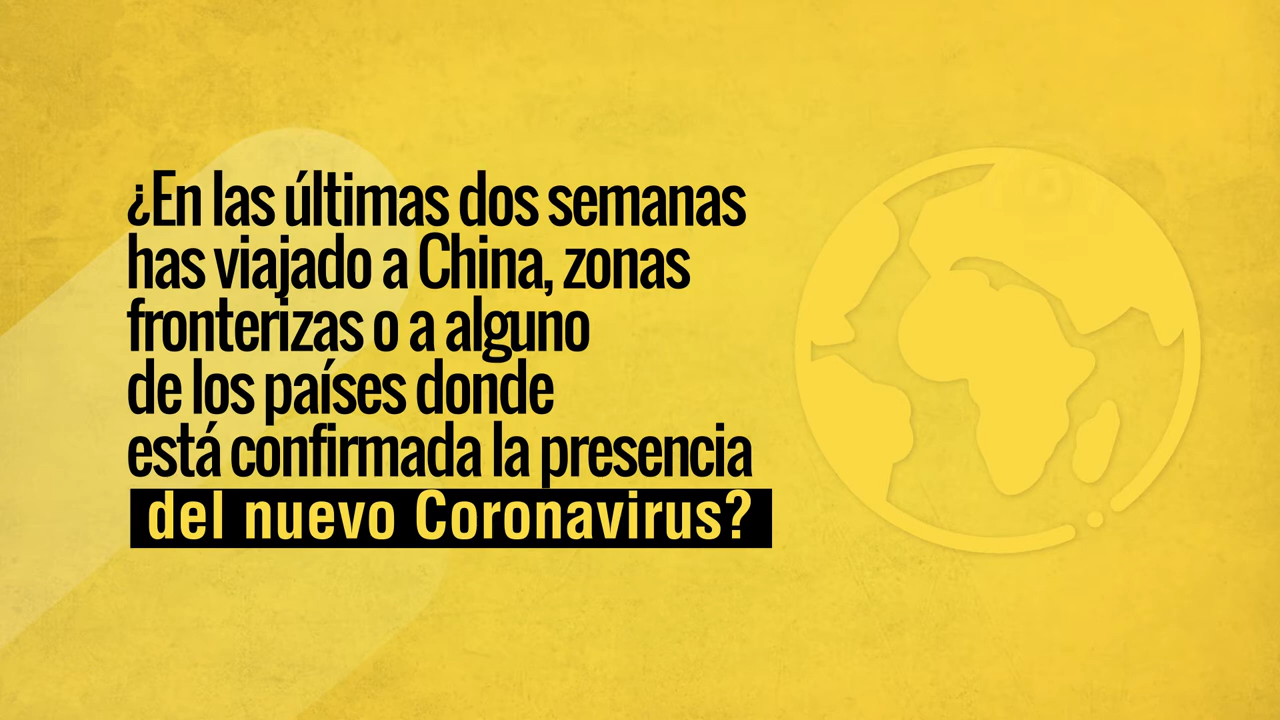 ¿En las últimas dos semanas
has viajado a China, zonas
fronterizas o a alguno
de los países donde
está confirmada la presencia
del nuevo Coronavirus?